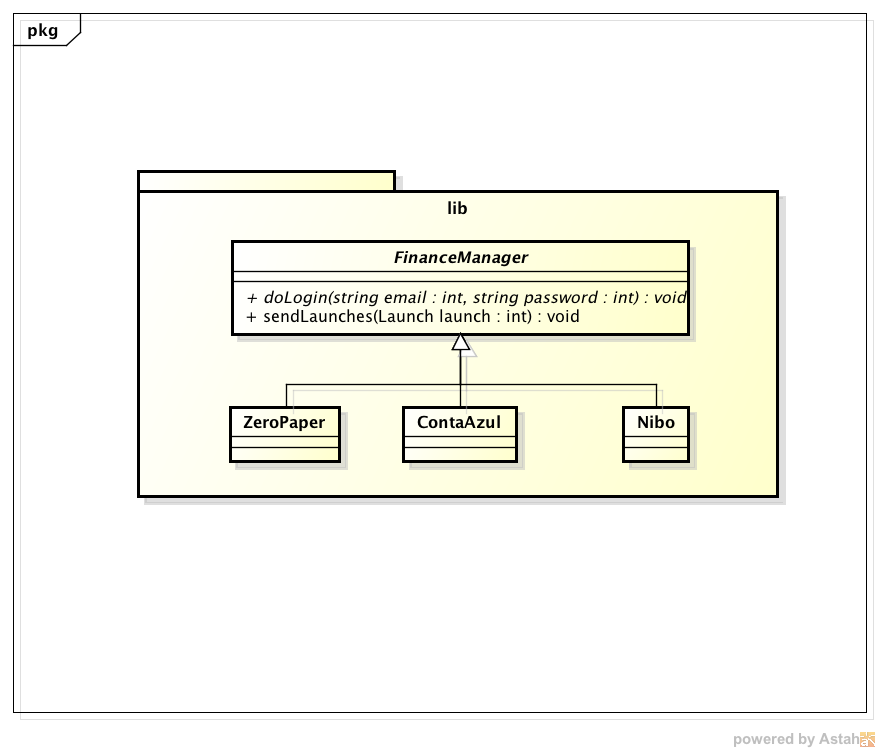 pkg
lib
FinanceManager
+ doLogin(string email : int, string password : int) : void
+ sendLaunches(Launch launch : int) : void
ZeroPaper
ContaAzul
Nibo
powered by Astah